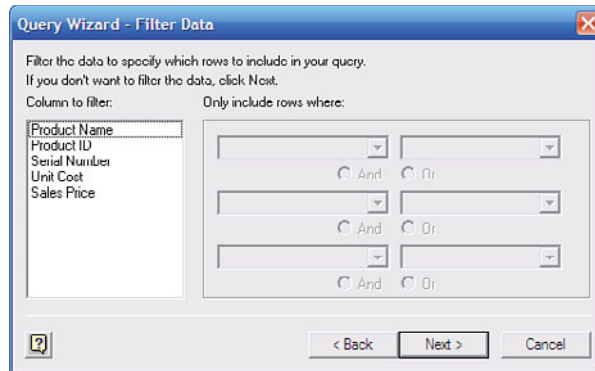 Query Wizard - Filter Data
Filter the data to specify which rows to include in your query.
If you don't want to filter the data, click Next.
Column to filter:
Only include rows where:
Product Name
Product ID
Serial Number
Unit Cost
Sales Price
And Or
And Or
And Or
< Back Next > Cancel